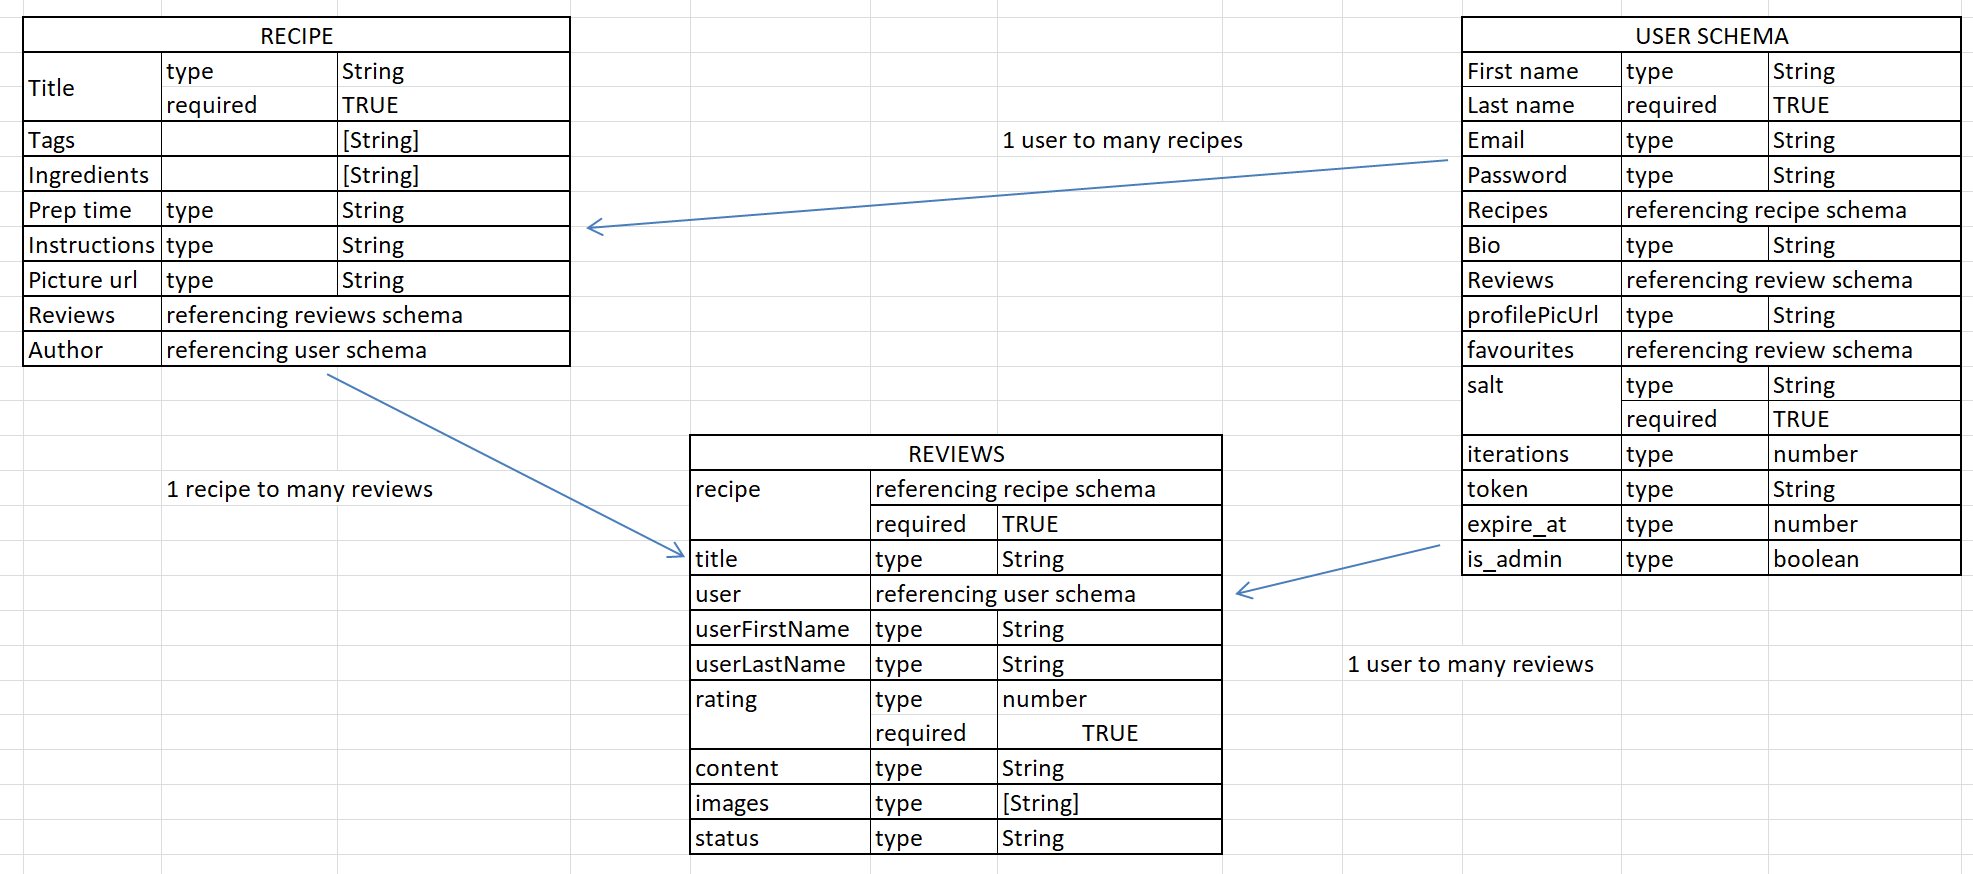 RECIPE
Title type String
required TRUE
Tags [String]
Ingredients [String]
Prep time type String
Instructions type String
Picture url type String
Reviews referencing reviews schema
Author referencing user schema
1 user to many recipes
USER SCHEMA
First name type String
Last name required TRUE
Email type String
Password type String
Recipes referencing recipe schema
Bio type String
Reviews referencing review schema
profilePicUrl type String
favourites referencing review schema
salt type String
required TRUE
iterations type number
token type String
expire_at type number
is_admin type boolean
1 recipe to many reviews
REVIEWS
recipe referencing recipe schema
required TRUE
title type String
user referencing user schema
userFirstName type String
userLastName type String
rating type number
required TRUE
content type String
images type [String]
status type String
1 user to many reviews